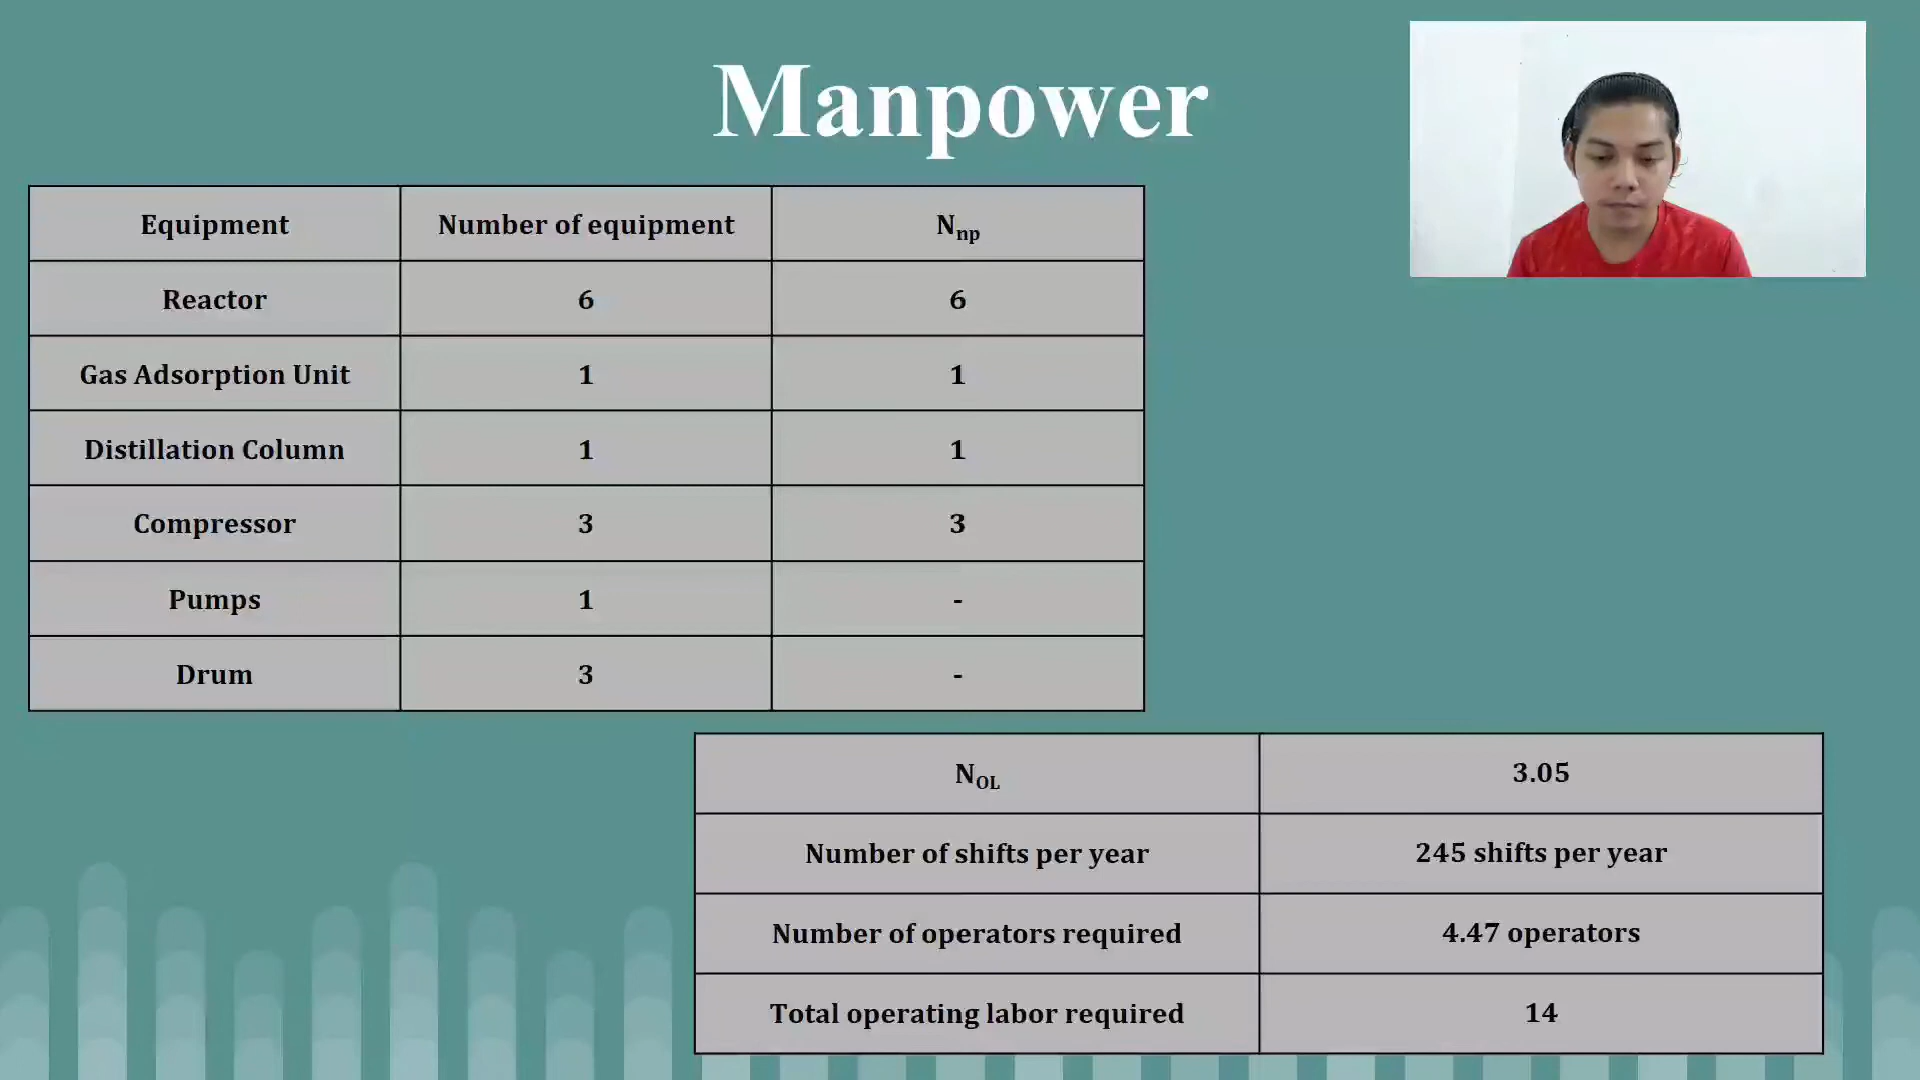 Manpower
Equipment Number of equipment Nnp
Reactor 6 6
Gas Adsorption Unit 1 1
Distillation Column 1 1
Compressor 3 3
Pumps 1 -
Drum 3 -
NOL 3.05
Number of shifts per year 245 shifts per year
Number of operators required 4.47 operators
Total operating labor required 14